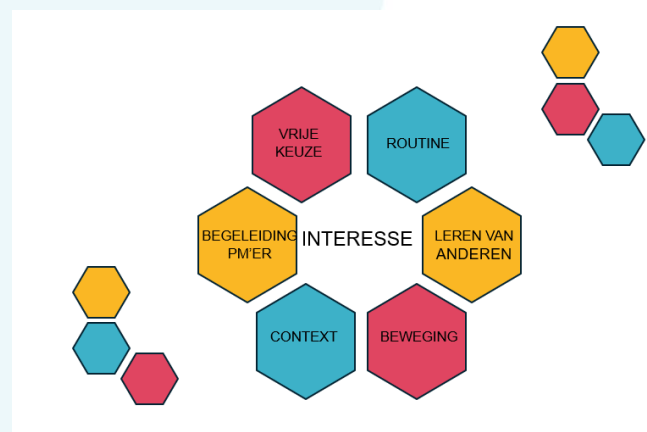 VRIJE
KEUZE
ROUTINE
BEGELEIDING
PM'ER
INTERESSE
LEREN VAN
ANDEREN
CONTEXT
BEWEGING